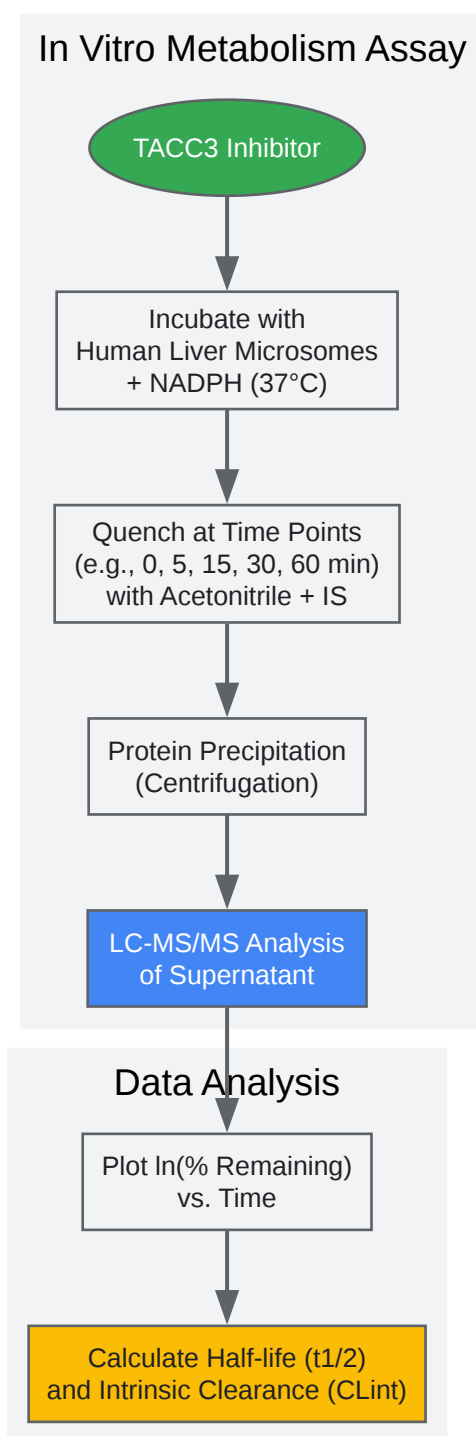 In Vitro Metabolism Assay
TACC3 Inhibitor
Incubate with
Human Liver Microsomes
+ NADPH (37°C)
Quench at Time Points
(e.g., 0, 5, 15, 30, 60 min)
with Acetonitrile + IS
Protein Precipitation
(Centrifugation)
LC-MS/MS Analysis
of Supernatant
Data Analysis
Plot ln(% Remaining)
vs. Time
Calculate Half-life (t1/2)
and Intrinsic Clearance (CLint)